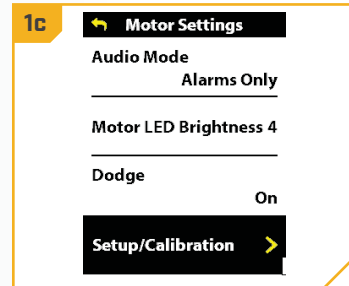 1c
Motor Settings
Audio Mode
Alarms Only
Motor LED Brightness 4
Dodge
On
Setup/Calibration